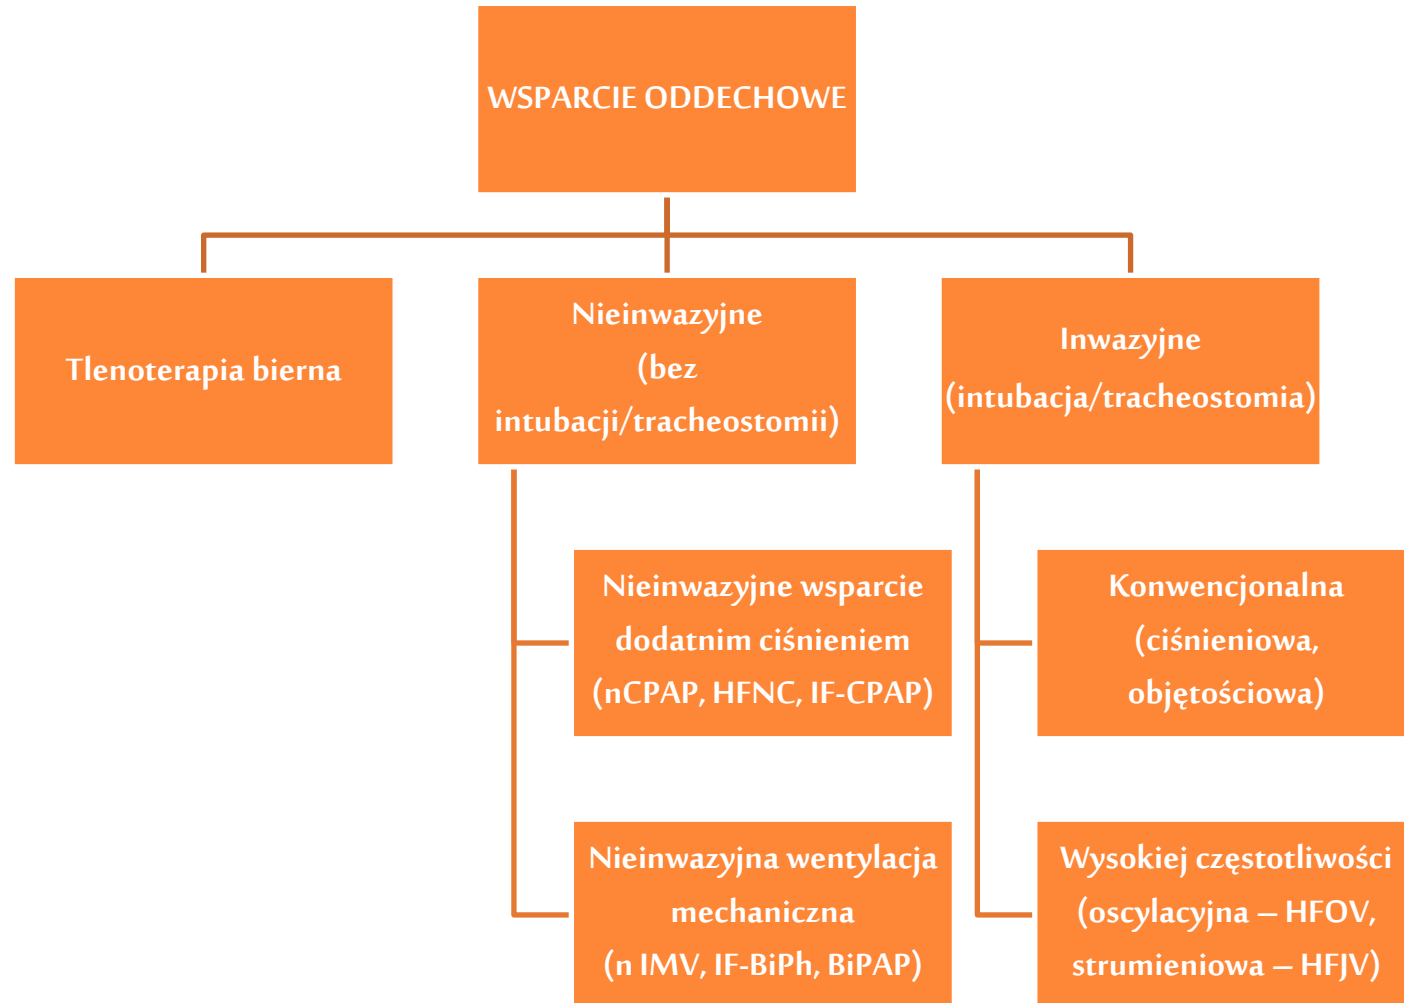 WSPARCIE ODDECHOWE
Tlenoterapia bierna
Nieinwazyjne
(bez
intubacji/tracheostomii)
Inwazyjne
(intubacja/tracheostomia)
Nieinwazyjne wsparcie
dodatnim ciśnieniem
(nCPAP, HFNC, IF-CPAP)
Nieinwazyjna wentylacja
mechaniczna
(n IMV, IF-BiPh, BiPAP)
Konwencjonalna
(ciśnieniowa,
objętościowa)
Wysokiej częstotliwości
(oscylacyjna – HFOV,
strumieniowa – HFJV)